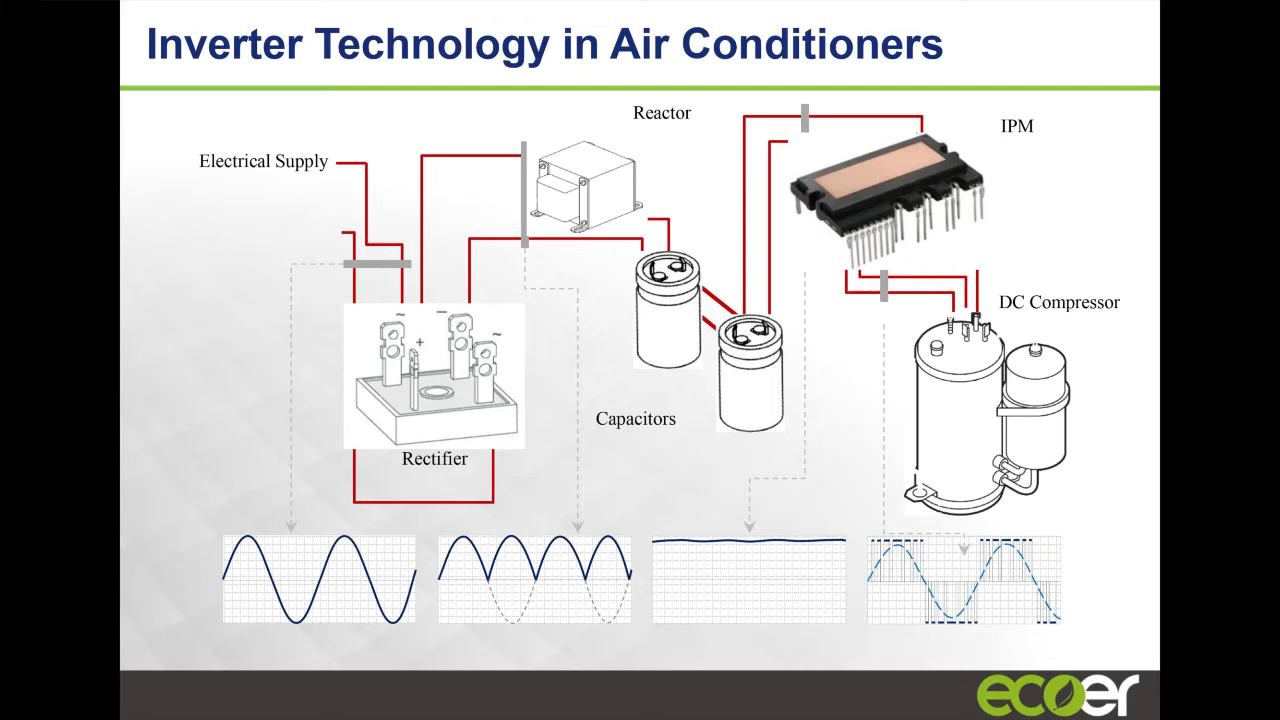 Inverter Technology in Air Conditioners
Reactor
IPM
Electrical Supply
DC Compressor
~
−
~
+
Capacitors
Rectifier
ecoer